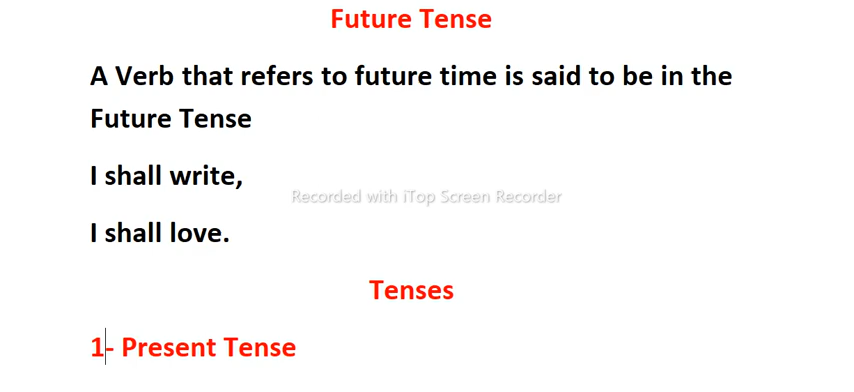 Future Tense
A Verb that refers to future time is said to be in the
Future Tense
I shall write,
Recorded with iTop Screen Recorder
I shall love.
Tenses
1- Present Tense